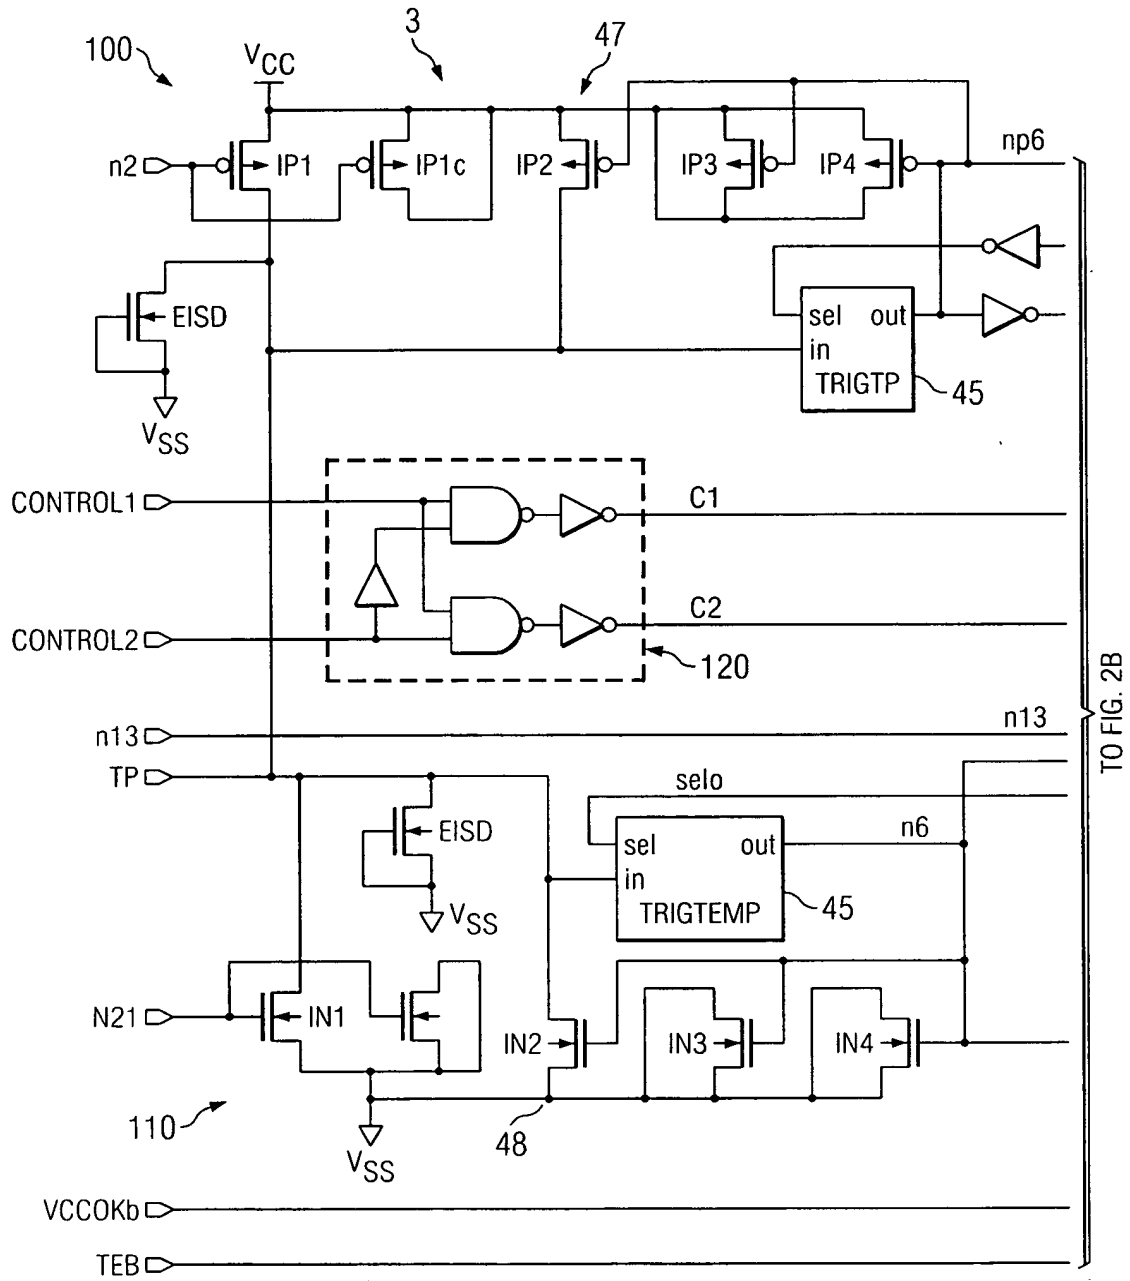 100
VCC
3
47
n2
IP1
IP1c
IP2
IP3
IP4
np6
EISD
VSS
sel out
in
TRIGTP
45
CONTROL1
C1
CONTROL2
C2
120
n13
n13
TP
selo
EISD
VSS
sel out
in
TRIGTEMP
n6
45
N21
IN1
IN2
IN3
IN4
110
VSS
48
VCCOKb
TEB
TO FIG. 2B